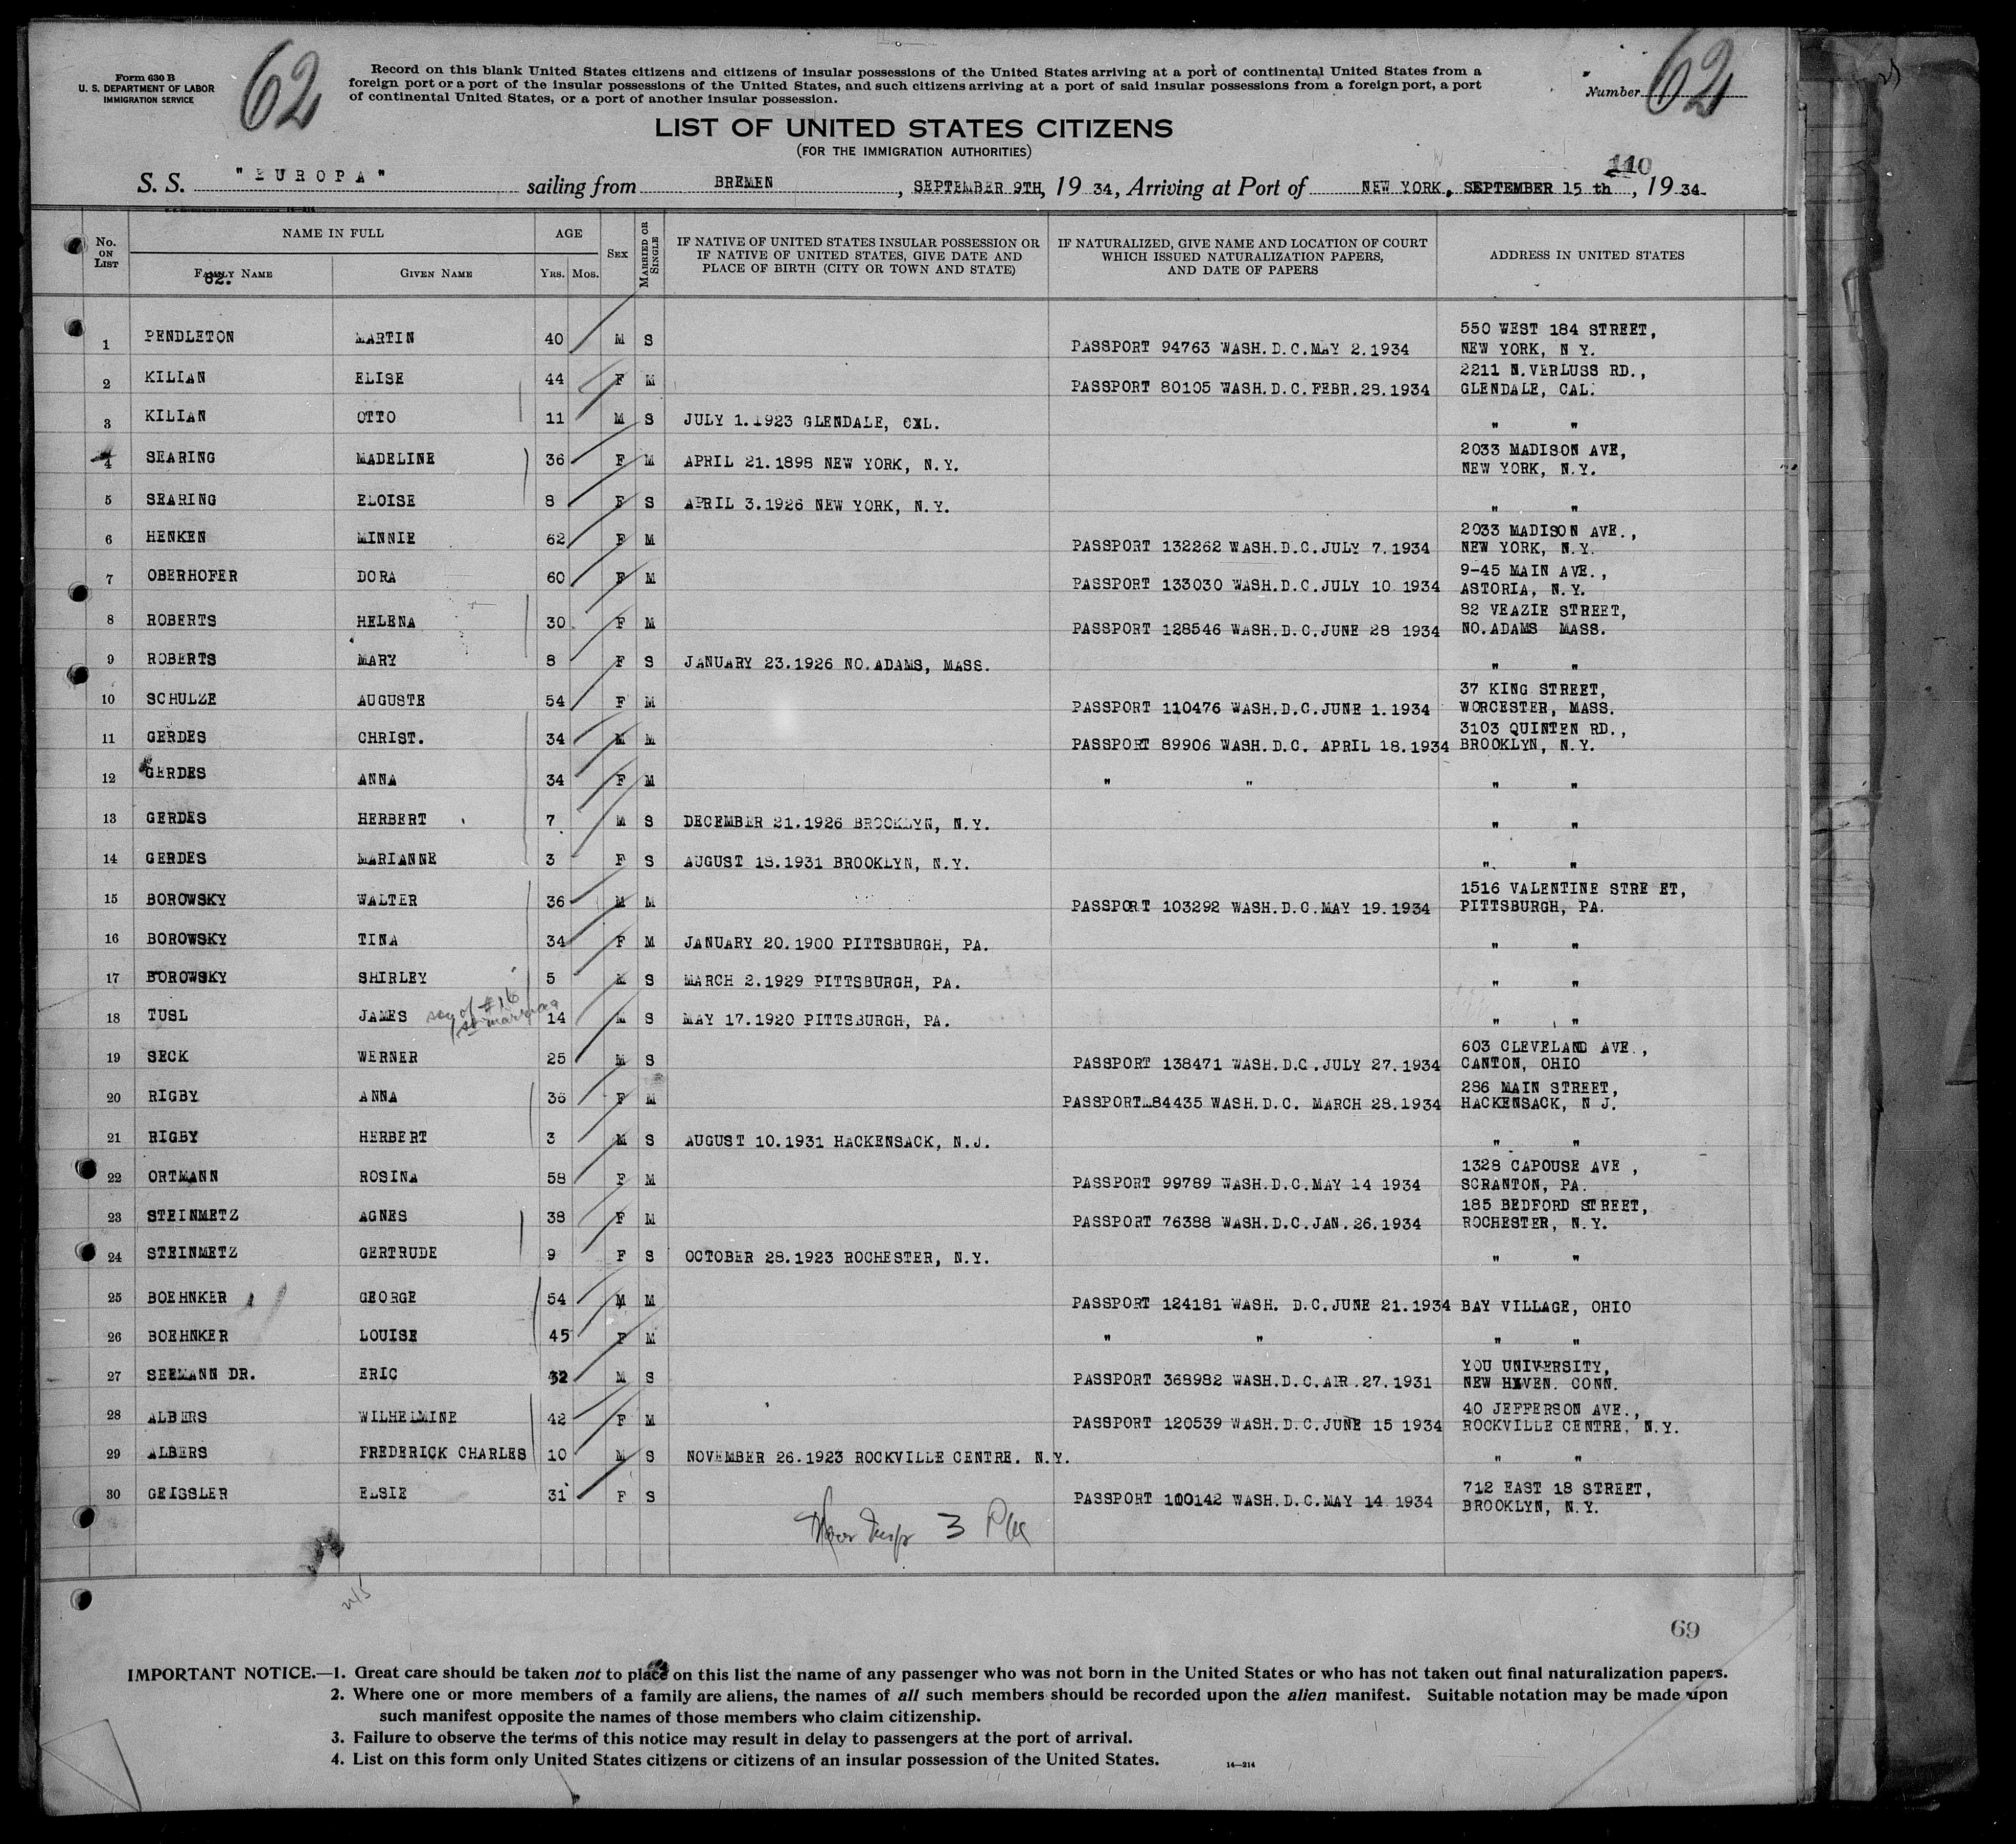 Form 630 B
U. S. DEPARTMENT OF LABOR
IMMIGRATION SERVICE
62
Record on this blank United States citizens and citizens of insular possessions of the United States arriving at a port of continental United States from a
foreign port or a port of the insular possessions of the United States, and such citizens arriving at a port of said insular possessions from a foreign port, a port
of continental United States, or a port of another insular possession.
Number 62
LIST OF UNITED STATES CITIZENS
(FOR THE IMMIGRATION AUTHORITIES)
110
S. S. "EUROPA" sailing from BREMEN, SEPTEMBER 9TH, 1934, Arriving at Port of NEW YORK, SEPTEMBER 15 th, 1934.
No. ON LIST NAME IN FULL AGE SEX MARRIED OR SINGLE IF NATIVE OF UNITED STATES INSULAR POSSESSION OR IF NATIVE OF UNITED STATES, GIVE DATE AND PLACE OF BIRTH (CITY OR TOWN AND STATE) IF NATURALIZED, GIVE NAME AND LOCATION OF COURT WHICH ISSUED NATURALIZATION PAPERS, AND DATE OF PAPERS ADDRESS IN UNITED STATES
FAMILY NAME GIVEN NAME YRS. MOS.
62.
1 PENDLETON MARTIN 40 M S PASSPORT 94763 WASH.D.C.MAY 2.1934 550 WEST 184 STREET,
NEW YORK, N Y.
2 KILIAN ELISE 44 F M PASSPORT 80105 WASH.D.C.FEBR.28.1934 2211 N.VERLUSS RD.,
GLENDALE, CAL.
3 KILIAN OTTO 11 M S JULY 1.1923 GLENDALE, CAL. " "
4 SEARING MADELINE 36 F M APRIL 21.1898 NEW YORK, N.Y. 2033 MADISON AVE,
NEW YORK, N.Y.
5 SEARING ELOISE 8 F S APRIL 3.1926 NEW YORK, N.Y. " "
6 HENKEN MINNIE 62 F M PASSPORT 132262 WASH.D.C.JULY 7.1934 2033 MADISON AVE.,
NEW YORK, N.Y.
7 OBERHOFER DORA 60 F M PASSPORT 133030 WASH.D.C.JULY 10 1934 9-45 MAIN AVE.,
ASTORIA, N.Y.
8 ROBERTS HELENA 30 F M PASSPORT 128546 WASH.D.C.JUNE 28 1934 82 VEAZIE STREET,
NO.ADAMS MASS.
9 ROBERTS MARY 8 F S JANUARY 23.1926 NO.ADAMS, MASS. " "
10 SCHULZE AUGUSTE 54 F M PASSPORT 110476 WASH.D.C.JUNE 1.1934 37 KING STREET,
WORCESTER, MASS.
11 GERDES CHRIST. 34 M M PASSPORT 89906 WASH.D.C. APRIL 18.1934 3103 QUINTEN RD.,
BROOKLYN, N.Y.
12 GERDES ANNA 34 F M " " " "
13 GERDES HERBERT 7 M S DECEMBER 21.1926 BROOKLYN, N.Y. " "
14 GERDES MARIANNE 3 F S AUGUST 18.1931 BROOKLYN, N.Y. " "
15 BOROWSKY WALTER 36 M M PASSPORT 103292 WASH.D.C.MAY 19.1934 1516 VALENTINE STRE ET,
PITTSBURGH, PA.
16 BOROWSKY TINA 34 F M JANUARY 20.1900 PITTSBURGH, PA. " "
17 BOROWSKY SHIRLEY 5 M S MARCH 2.1929 PITTSBURGH, PA. " "
18 TUSL JAMES son of #16 1st marriage 14 M S MAY 17.1920 PITTSBURGH, PA. " "
19 SECK WERNER 25 M S PASSPORT 138471 WASH.D.C.JULY 27.1934 603 CLEVELAND AVE.,
CANTON, OHIO
20 RIGBY ANNA 36 F M PASSPORT 84435 WASH.D.C. MARCH 28.1934 286 MAIN STREET,
HACKENSACK, N J.
21 RIGBY HERBERT 3 M S AUGUST 10.1931 HACKENSACK, N.J. " "
22 ORTMANN ROSINA 58 F M PASSPORT 99789 WASH.D.C.MAY 14 1934 1328 CAPOUSE AVE ,
SCRANTON, PA.
23 STEINMETZ AGNES 38 F M PASSPORT 76388 WASH.D.C.JAN.26.1934 185 BEDFORD STREET,
ROCHESTER, N.Y.
24 STEINMETZ GERTRUDE 9 F S OCTOBER 28.1923 ROCHESTER, N.Y. " "
25 BOEHNKER GEORGE 54 M M PASSPORT 124181 WASH. D.C.JUNE 21.1934 BAY VILLAGE, OHIO
26 BOEHNKER LOUISE 45 F M " " " "
27 SEEMANN DR. ERIC 32 M S PASSPORT 368982 WASH.D.C.AIR.27.1931 YOU UNIVERSITY,
NEW HAVEN. CONN.
28 ALBERS WILHELMINE 42 F M PASSPORT 120539 WASH.D.C.JUNE 15 1934 40 JEFFERSON AVE.,
ROCKVILLE CENTRE, N.Y.
29 ALBERS FREDERICK CHARLES 10 M S NOVEMBER 26.1923 ROCKVILLE CENTRE. N.Y. " "
30 GEISSLER ELSIE 31 F S PASSPORT 100142 WASH.D.C.MAY 14 1934 712 EAST 18 STREET,
BROOKLYN, N.Y.
3
69
IMPORTANT NOTICE.—1. Great care should be taken not to place on this list the name of any passenger who was not born in the United States or who has not taken out final naturalization papers.
2. Where one or more members of a family are aliens, the names of all such members should be recorded upon the alien manifest. Suitable notation may be made upon
such manifest opposite the names of those members who claim citizenship.
3. Failure to observe the terms of this notice may result in delay to passengers at the port of arrival.
4. List on this form only United States citizens or citizens of an insular possession of the United States.
14—214